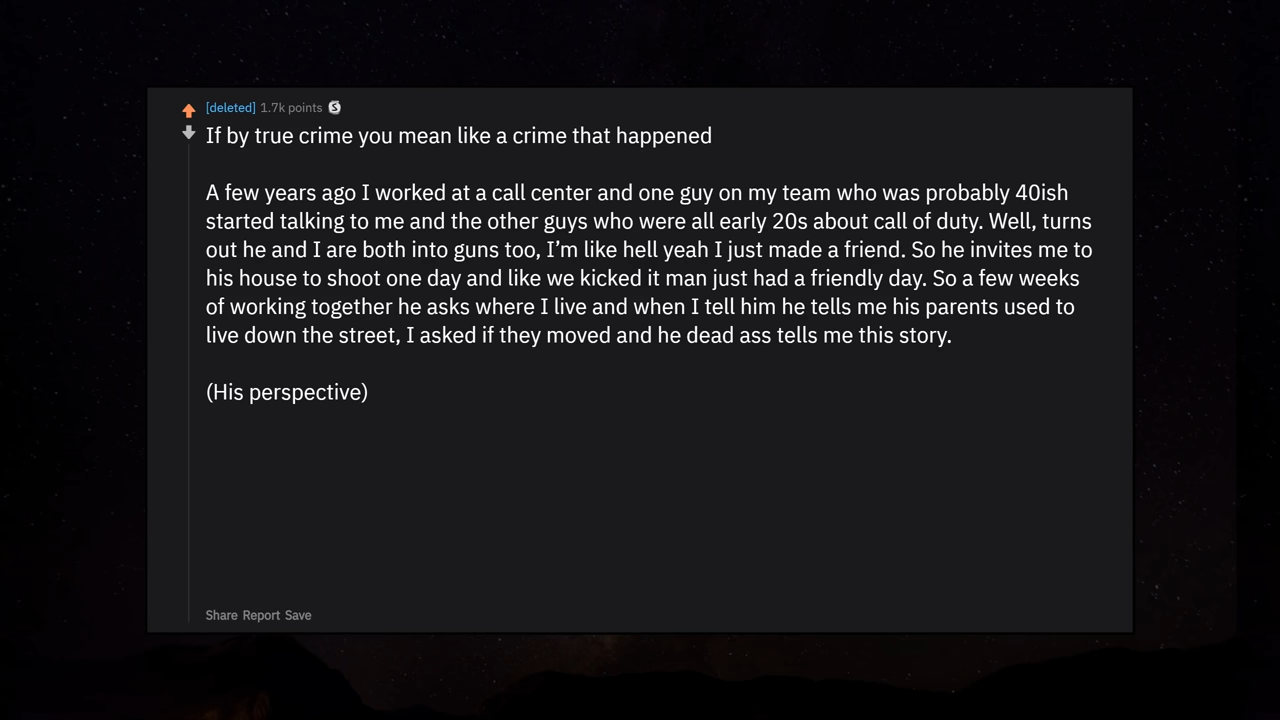 [deleted] 1.7k points
If by true crime you mean like a crime that happened
A few years ago I worked at a call center and one guy on my team who was probably 40ish
started talking to me and the other guys who were all early 20s about call of duty. Well, turns
out he and I are both into guns too, I’m like hell yeah I just made a friend. So he invites me to
his house to shoot one day and like we kicked it man just had a friendly day. So a few weeks
of working together he asks where I live and when I tell him he tells me his parents used to
live down the street, I asked if they moved and he dead ass tells me this story.
(His perspective)
Share Report Save